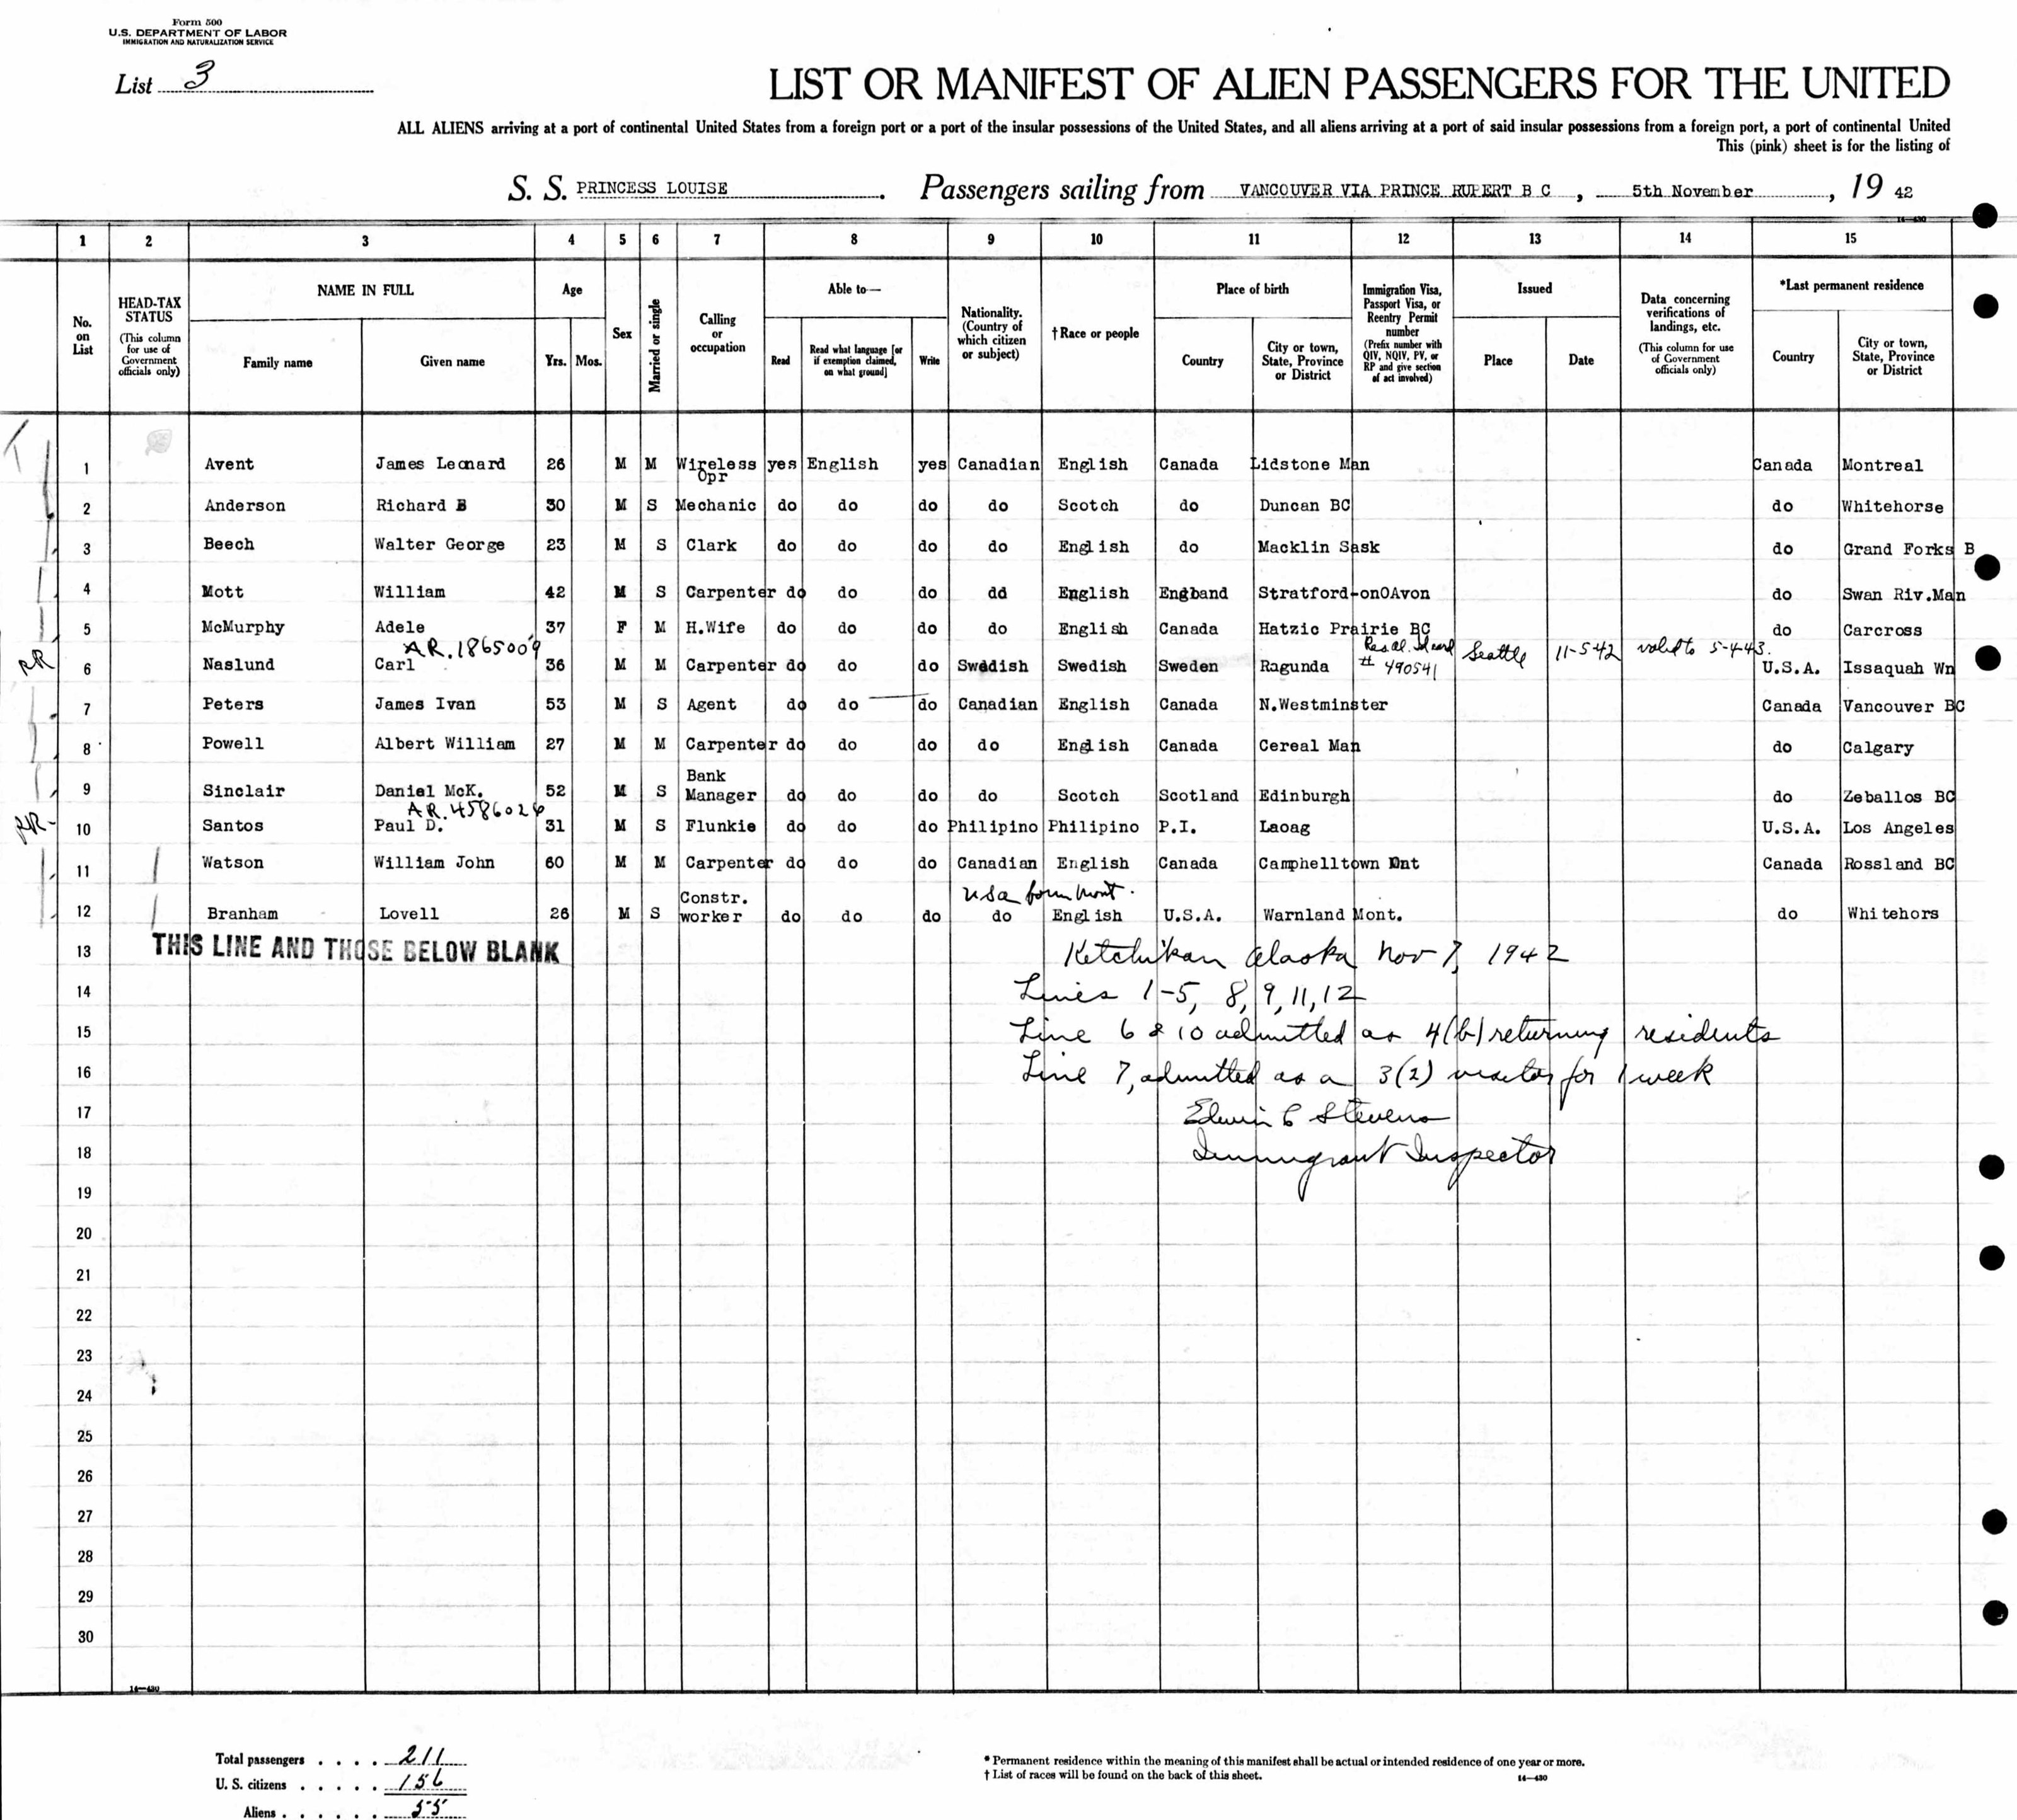 Form 500
U.S. DEPARTMENT OF LABOR
IMMIGRATION AND NATURALIZATION SERVICE
List 3
LIST OR MANIFEST OF ALIEN PASSENGERS FOR THE UNITED
ALL ALIENS arriving at a port of continental United States from a foreign port or a port of the insular possessions of the United States, and all aliens arriving at a port of said insular possessions from a foreign port, a port of continental United
This (pink) sheet is for the listing of
S. S. PRINCESS LOUISE. Passengers sailing from VANCOUVER VIA PRINCE RUPERT B C, 5th November, 19 42
1 2 3 4 5 6 7 8 9 10 11 12 13 14 15
No. on List
HEAD-TAX STATUS (This column for use of Government officials only)
NAME IN FULL
Family name Given name
Age
Yrs. Mos.
Sex
Married or single
Calling or occupation
Able to—
Read
Read what language [or if exemption claimed, on what ground]
Write
Nationality. (Country of which citizen or subject)
†Race or people
Place of birth
Country
City or town, State, Province or District
Immigration Visa, Passport Visa, or Reentry Permit number (Prefix number with QIV, NQIV, PV, or RP and give section of act involved)
Issued
Place Date
Data concerning verifications of landings, etc. (This column for use of Government officials only)
*Last permanent residence
Country
City or town, State, Province or District
1 Avent James Leonard 26 M M Wireless Opr yes English yes Canadian English Canada Lidstone Man Canada Montreal
2 Anderson Richard B 30 M S Mechanic do do do do Scotch do Duncan BC do Whitehorse
3 Beech Walter George 23 M S Clark do do do do English do Macklin Sask do Grand Forks B
4 Mott William 42 M S Carpenter do do do dd English Engband Stratford-onOAvon do Swan Riv.Man
5 McMurphy Adele 37 F M H.Wife do do do do English Canada Hatzic Prairie BC do Carcross
AR.1865009
RR 6 Naslund Carl 36 M M Carpenter do do do Swedish Swedish Sweden Ragunda # 490541 Seattle 11-5-42 valid to 5-4-43. U.S.A. Issaquah Wn
7 Peters James Ivan 53 M S Agent do do do Canadian English Canada N.Westminster Canada Vancouver BC
8 Powell Albert William 27 M M Carpenter do do do do English Canada Cereal Man do Calgary
9 Sinclair Daniel McK. 52 M S Bank Manager do do do do Scotch Scotland Edinburgh do Zeballos BC
AR.4586026
RR- 10 Santos Paul D. 31 M S Flunkie do do do Philipino Philipino P.I. Laoag U.S.A. Los Angeles
11 Watson William John 60 M M Carpenter do do do Canadian English Canada Camphelltown Ont Canada Rossland BC
usa born mont.
12 Branham Lovell 26 M S Constr. worker do do do do English U.S.A. Warnland Mont. do Whitehors
13 THIS LINE AND THOSE BELOW BLANK Ketchikan Alaska Nov 7, 1942
14 Lines 1-5, 8, 9, 11, 12
15 Line 6 & 10 admitted as 4(b) returning residents
16 Line 7, admitted as a 3(2) visitor for 1 week
17 Edwin C Stevens
18 Immigrant Inspector
19
20
21
22
23
24
25
26
27
28
29
30
14—430
Total passengers . . . . 211
U. S. citizens . . . . . 156
Aliens . . . . . . 55
* Permanent residence within the meaning of this manifest shall be actual or intended residence of one year or more.
† List of races will be found on the back of this sheet.
14—430